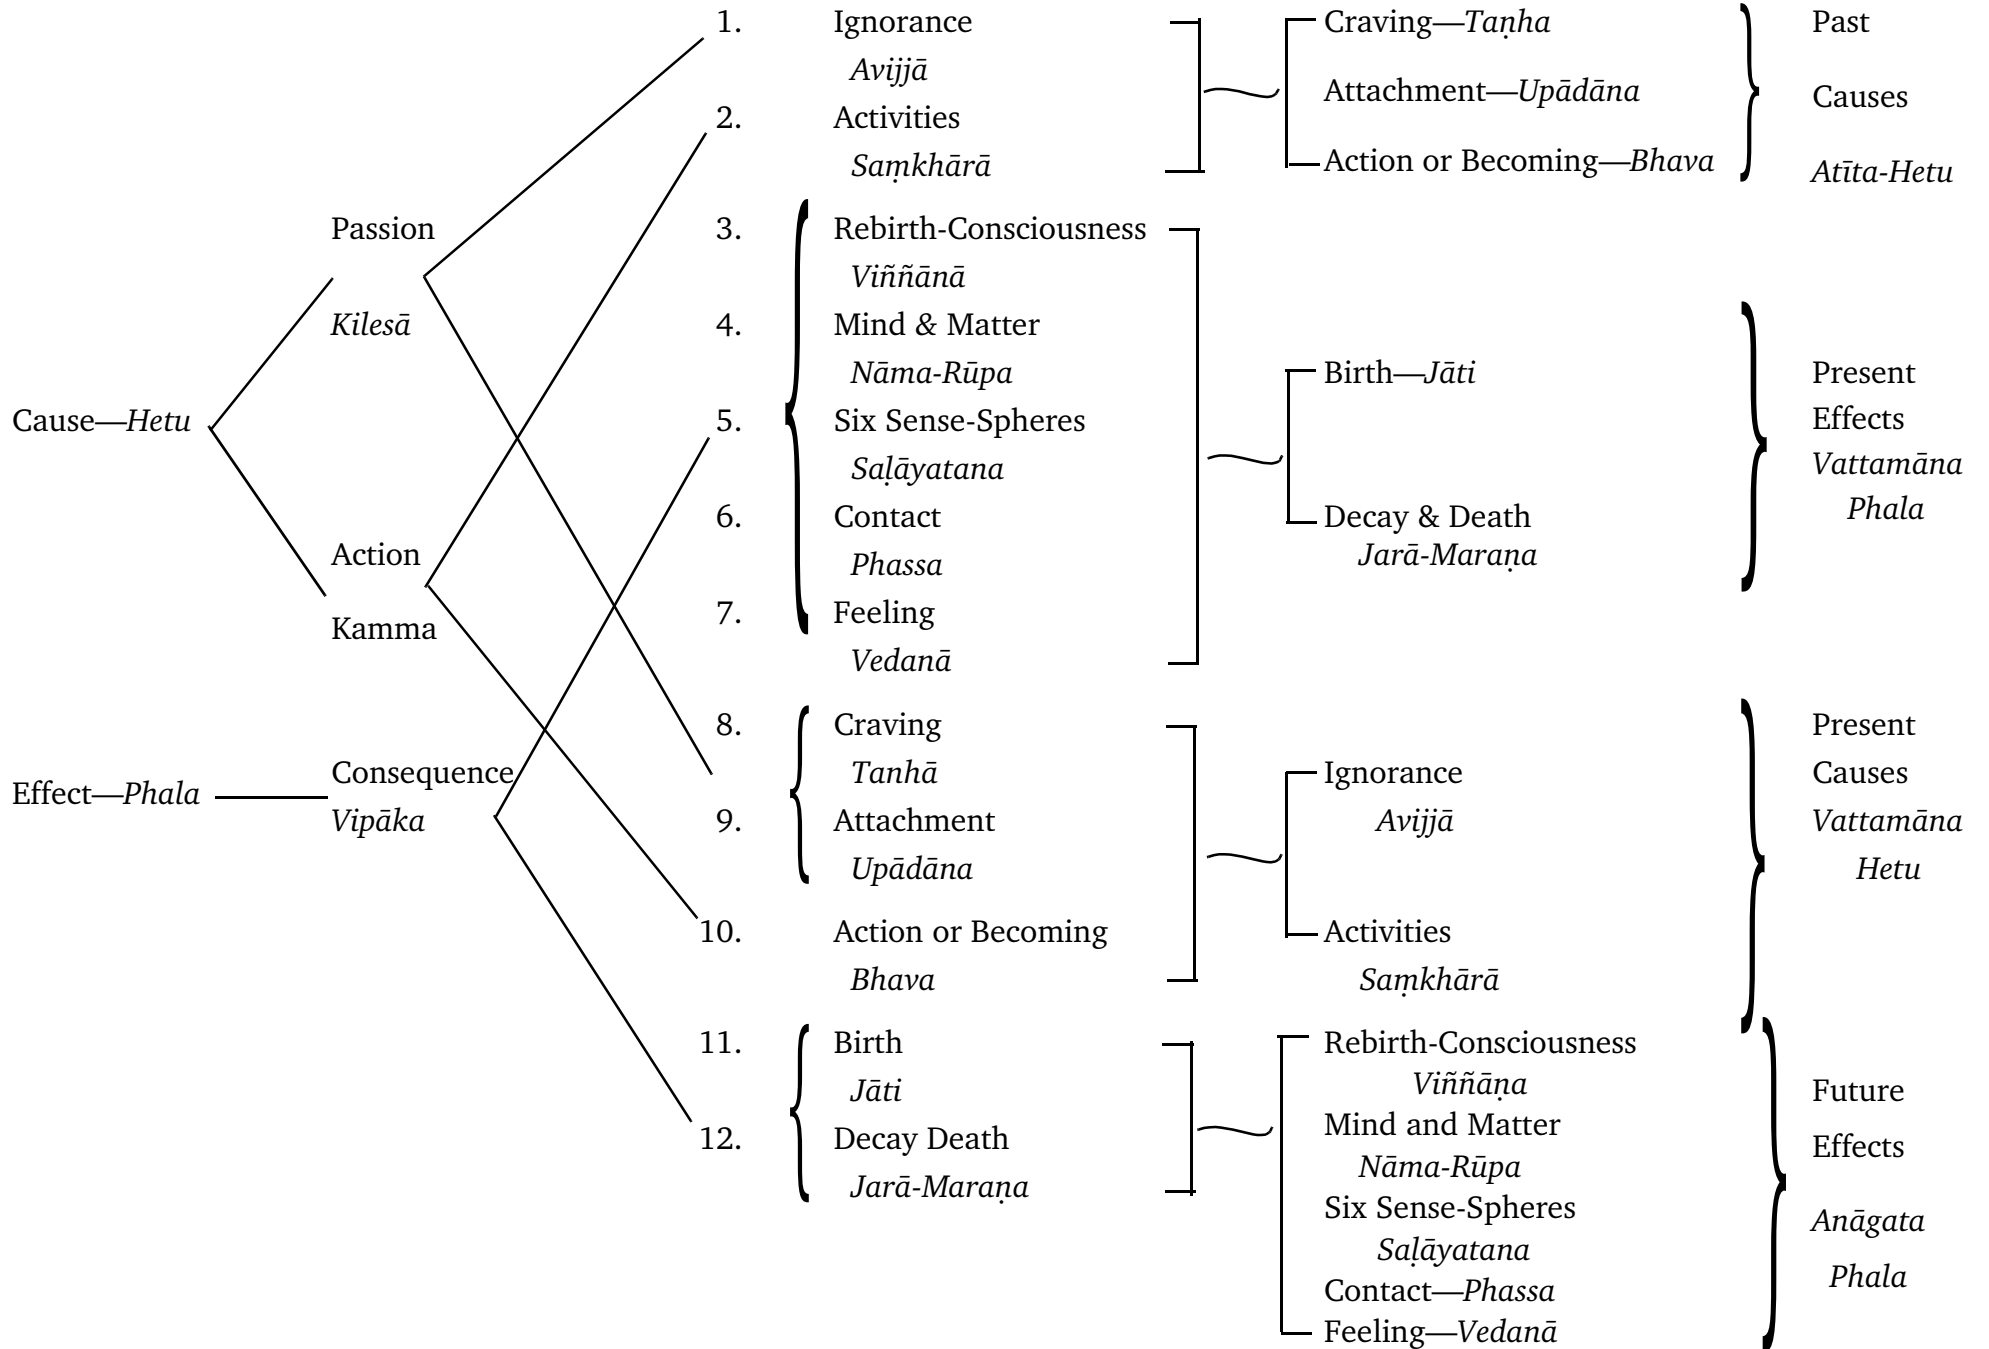 Cause—Hetu
Effect—Phala
Passion
Kilesā
Action
Kamma
Consequence
Vipāka
1. Ignorance
Avijjā
2. Activities
Saṃkhārā
3. Rebirth-Consciousness
Viññānā
4. Mind & Matter
Nāma-Rūpa
5. Six Sense-Spheres
Saḷāyatana
6. Contact
Phassa
7. Feeling
Vedanā
8. Craving
Tanhā
9. Attachment
Upādāna
10. Action or Becoming
Bhava
11. Birth
Jāti
12. Decay Death
Jarā-Maraṇa
Craving—Taṇha
Attachment—Upādāna
Action or Becoming—Bhava
Birth—Jāti
Decay & Death
Jarā-Maraṇa
Ignorance
Avijjā
Activities
Saṃkhārā
Rebirth-Consciousness
Viññāṇa
Mind and Matter
Nāma-Rūpa
Six Sense-Spheres
Saḷāyatana
Contact—Phassa
Feeling—Vedanā
Past
Causes
Atīta-Hetu
Present
Effects
Vattamāna
Phala
Present
Causes
Vattamāna
Hetu
Future
Effects
Anāgata
Phala